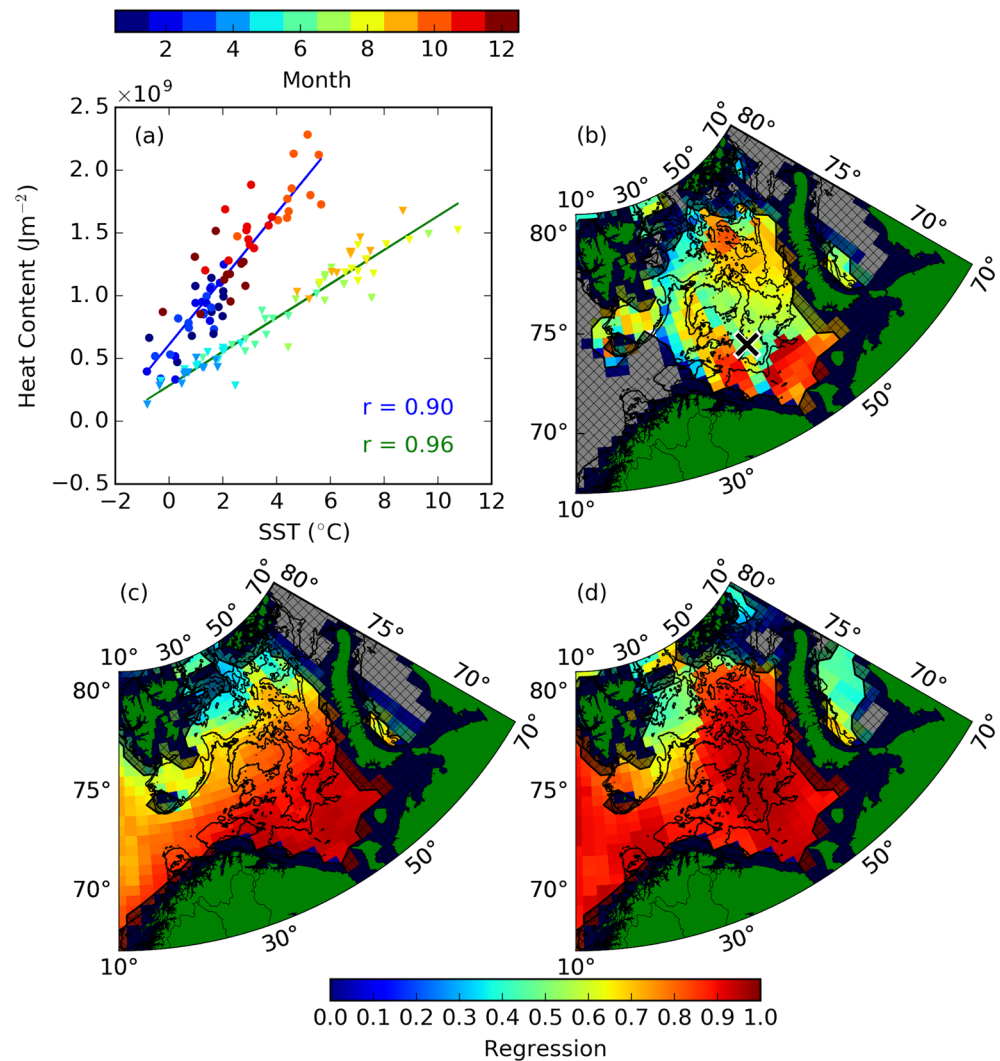 2 4 6 8 10 12
Month
×10⁹
(a)
2.5
2.0
1.5
1.0
0.5
0.0
−0.5
Heat Content (Jm⁻²)
r = 0.90
r = 0.96
−2 0 2 4 6 8 10 12
SST (°C)
(b)
10° 30° 50° 70° 80°
75°
70°
80°
75°
70°
70°
50°
30°
10°
(c)
10° 30° 50° 70° 80°
75°
70°
80°
75°
70°
70°
50°
30°
10°
(d)
10° 30° 50° 70° 80°
75°
70°
80°
75°
70°
70°
50°
30°
10°
0.0 0.1 0.2 0.3 0.4 0.5 0.6 0.7 0.8 0.9 1.0
Regression